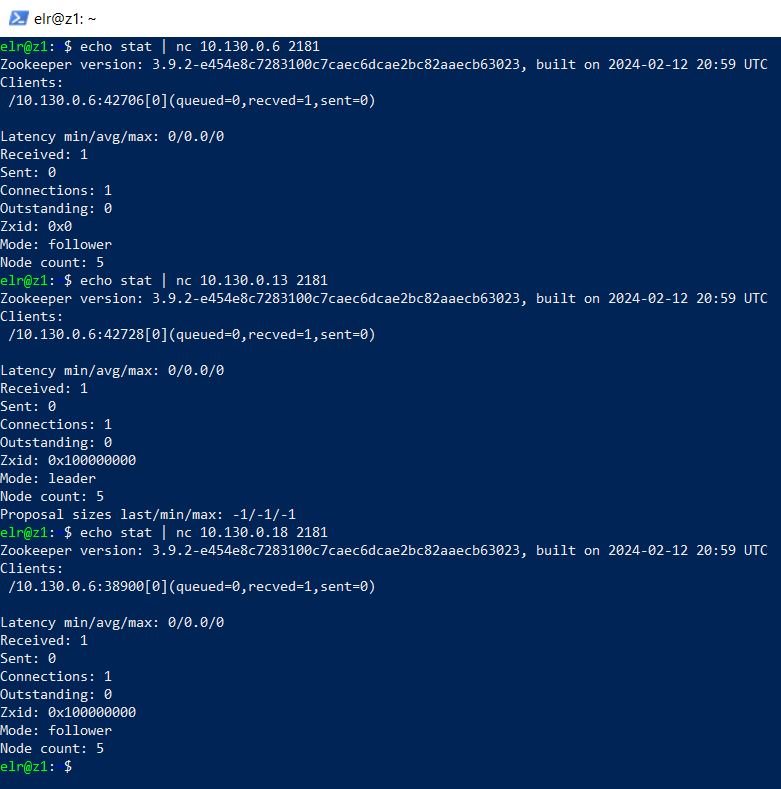 elr@z1: ~
elr@z1:~$ echo stat | nc 10.130.0.6 2181
Zookeeper version: 3.9.2-e454e8c7283100c7caec6dcae2bc82aaecb63023, built on 2024-02-12 20:59 UTC
Clients:
 /10.130.0.6:42706[0](queued=0,recved=1,sent=0)

Latency min/avg/max: 0/0.0/0
Received: 1
Sent: 0
Connections: 1
Outstanding: 0
Zxid: 0x0
Mode: follower
Node count: 5
elr@z1:~$ echo stat | nc 10.130.0.13 2181
Zookeeper version: 3.9.2-e454e8c7283100c7caec6dcae2bc82aaecb63023, built on 2024-02-12 20:59 UTC
Clients:
 /10.130.0.6:42728[0](queued=0,recved=1,sent=0)

Latency min/avg/max: 0/0.0/0
Received: 1
Sent: 0
Connections: 1
Outstanding: 0
Zxid: 0x100000000
Mode: leader
Node count: 5
Proposal sizes last/min/max: -1/-1/-1
elr@z1:~$ echo stat | nc 10.130.0.18 2181
Zookeeper version: 3.9.2-e454e8c7283100c7caec6dcae2bc82aaecb63023, built on 2024-02-12 20:59 UTC
Clients:
 /10.130.0.6:38900[0](queued=0,recved=1,sent=0)

Latency min/avg/max: 0/0.0/0
Received: 1
Sent: 0
Connections: 1
Outstanding: 0
Zxid: 0x100000000
Mode: follower
Node count: 5
elr@z1:~$